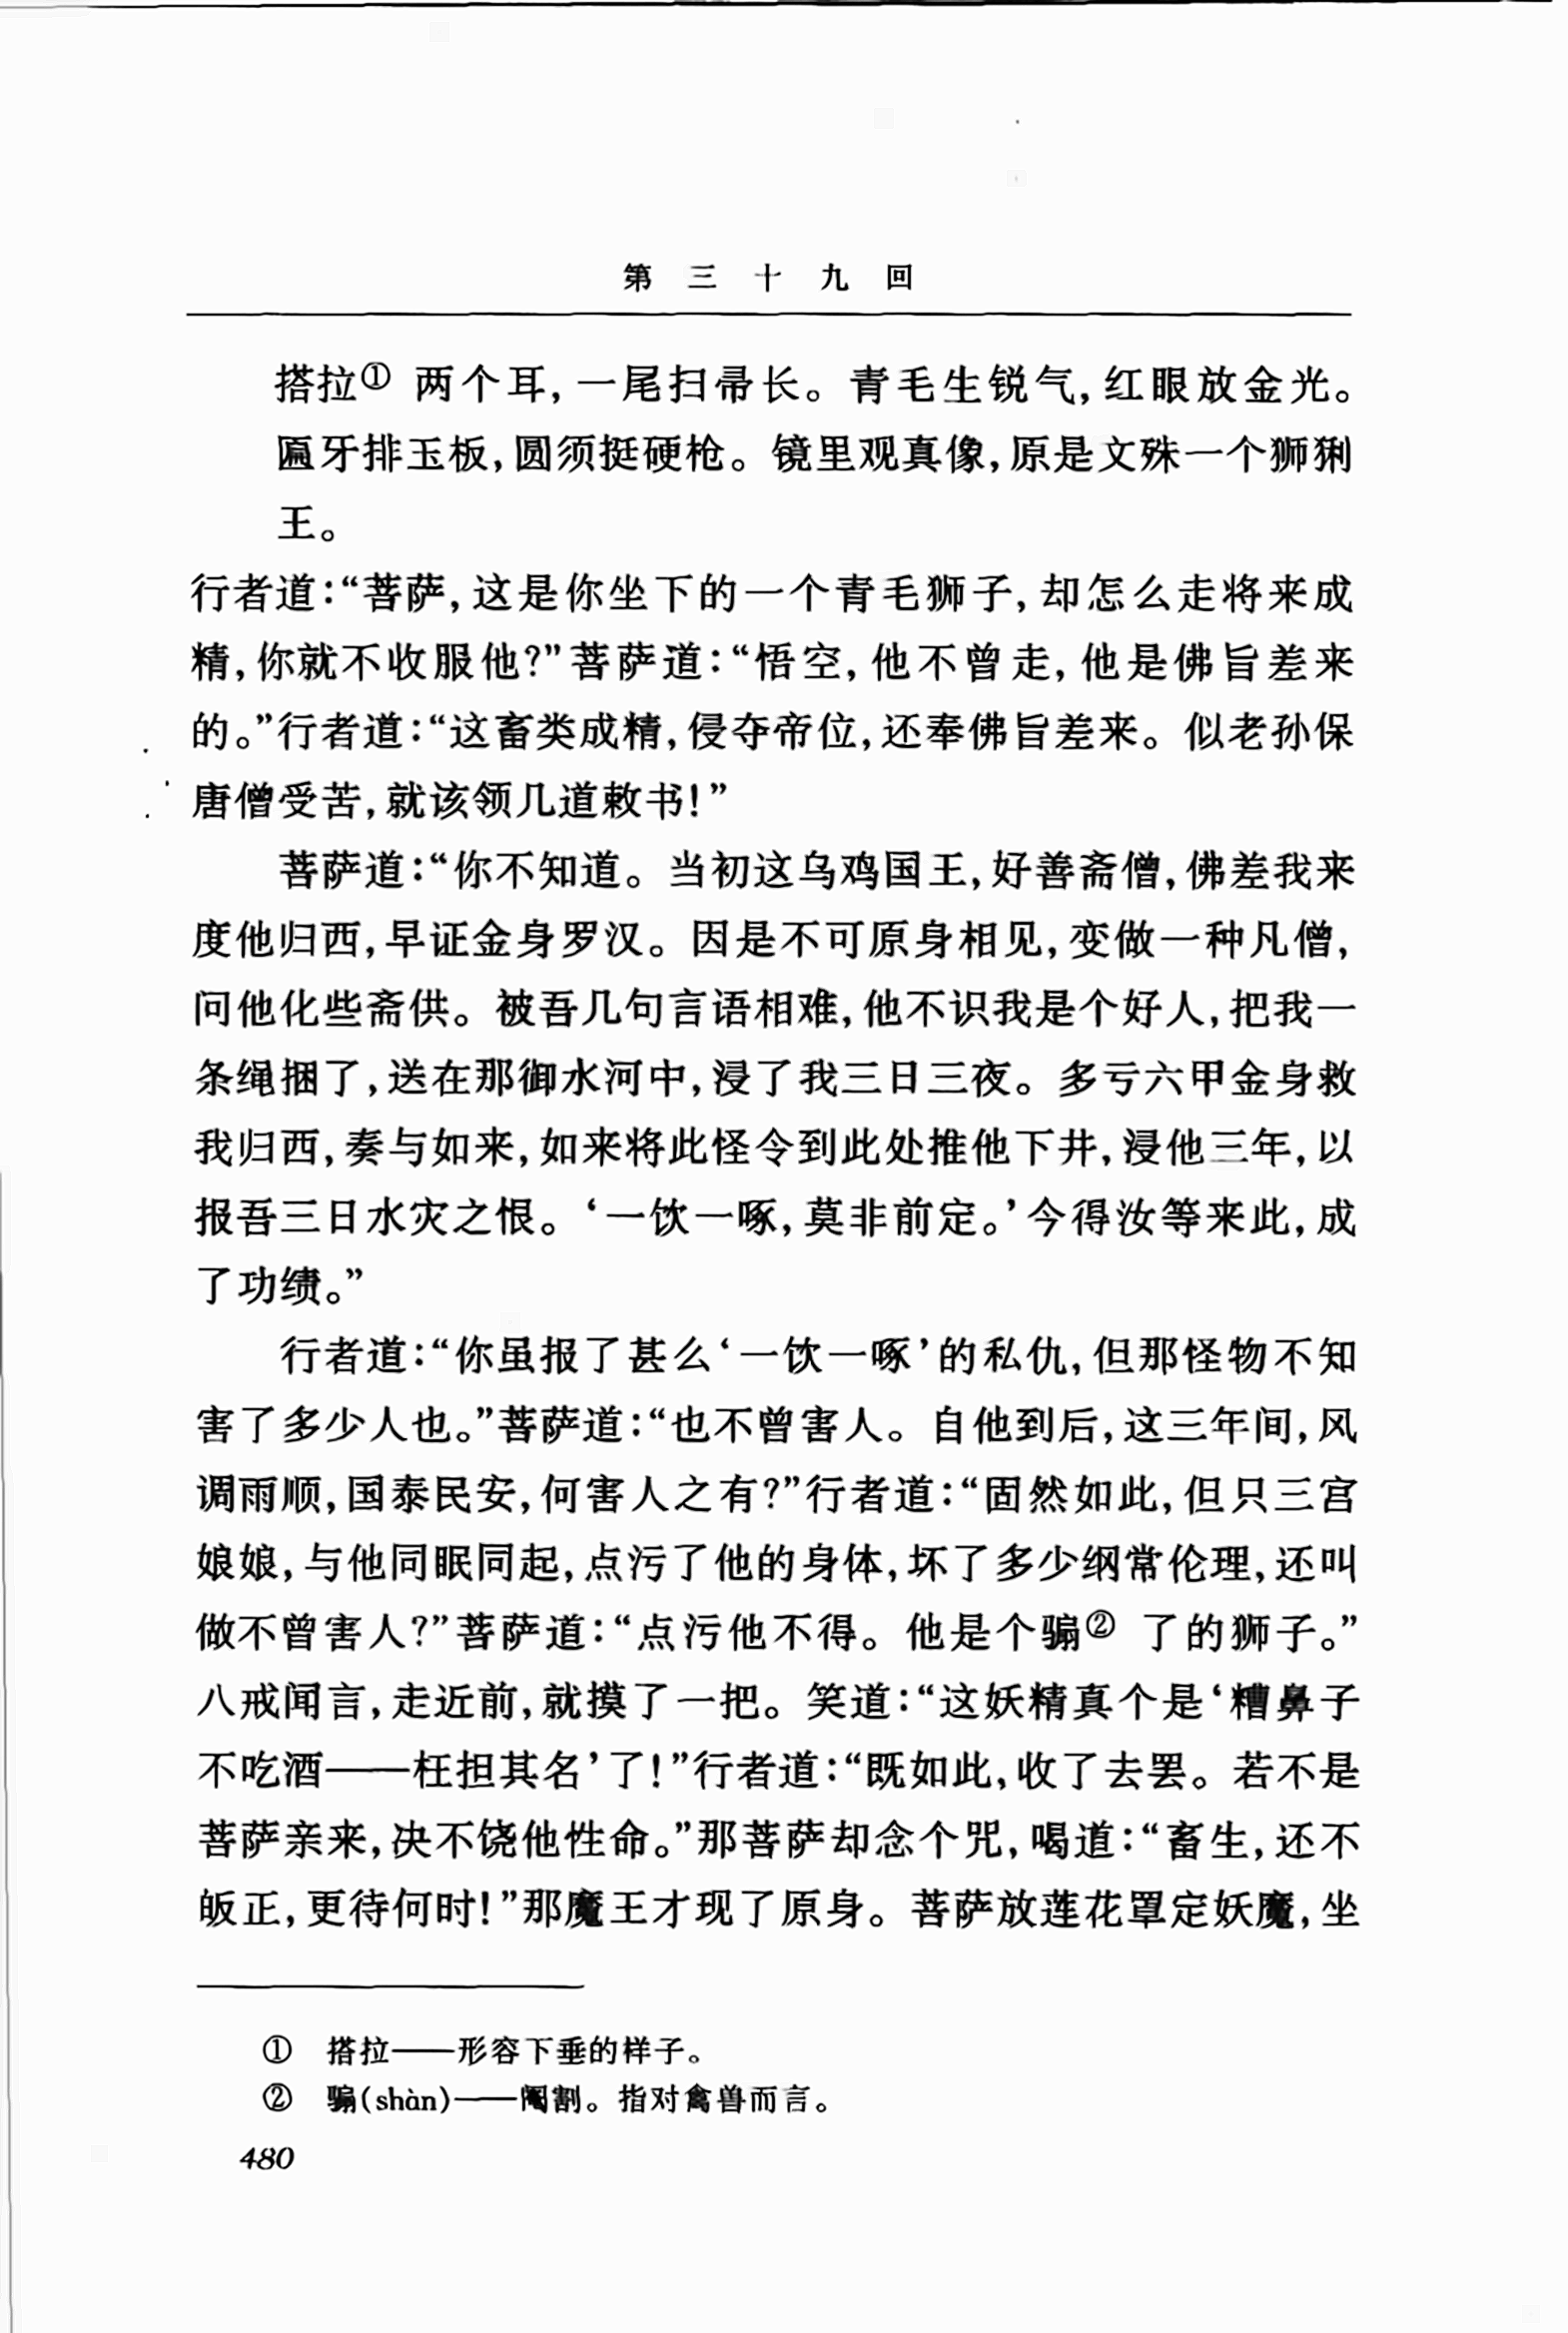 第三十九回
搭拉① 两个耳,一尾扫帚长。青毛生锐气,红眼放金光。
匾牙排玉板,圆须挺硬枪。镜里观真像,原是文殊一个狮猁
王。
行者道:“菩萨,这是你坐下的一个青毛狮子,却怎么走将来成
精,你就不收服他?”菩萨道:“悟空,他不曾走,他是佛旨差来
的。”行者道:“这畜类成精,侵夺帝位,还奉佛旨差来。似老孙保
唐僧受苦,就该领几道敕书!”
菩萨道:“你不知道。当初这乌鸡国王,好善斋僧,佛差我来
度他归西,早证金身罗汉。因是不可原身相见,变做一种凡僧,
问他化些斋供。被吾几句言语相难,他不识我是个好人,把我一
条绳捆了,送在那御水河中,浸了我三日三夜。多亏六甲金身救
我归西,奏与如来,如来将此怪令到此处推他下井,浸他三年,以
报吾三日水灾之恨。‘一饮一啄,莫非前定。’今得汝等来此,成
了功绩。”
行者道:“你虽报了甚么‘一饮一啄’的私仇,但那怪物不知
害了多少人也。”菩萨道:“也不曾害人。自他到后,这三年间,风
调雨顺,国泰民安,何害人之有?”行者道:“固然如此,但只三宫
娘娘,与他同眠同起,点污了他的身体,坏了多少纲常伦理,还叫
做不曾害人?”菩萨道:“点污他不得。他是个骟② 了的狮子。”
八戒闻言,走近前,就摸了一把。笑道:“这妖精真个是‘糟鼻子
不吃酒——枉担其名’了!”行者道:“既如此,收了去罢。若不是
菩萨亲来,决不饶他性命。”那菩萨却念个咒,喝道:“畜生,还不
皈正,更待何时!”那魔王才现了原身。菩萨放莲花罩定妖魔,坐
① 搭拉——形容下垂的样子。
② 骟(shàn)——阉割。指对禽兽而言。
480